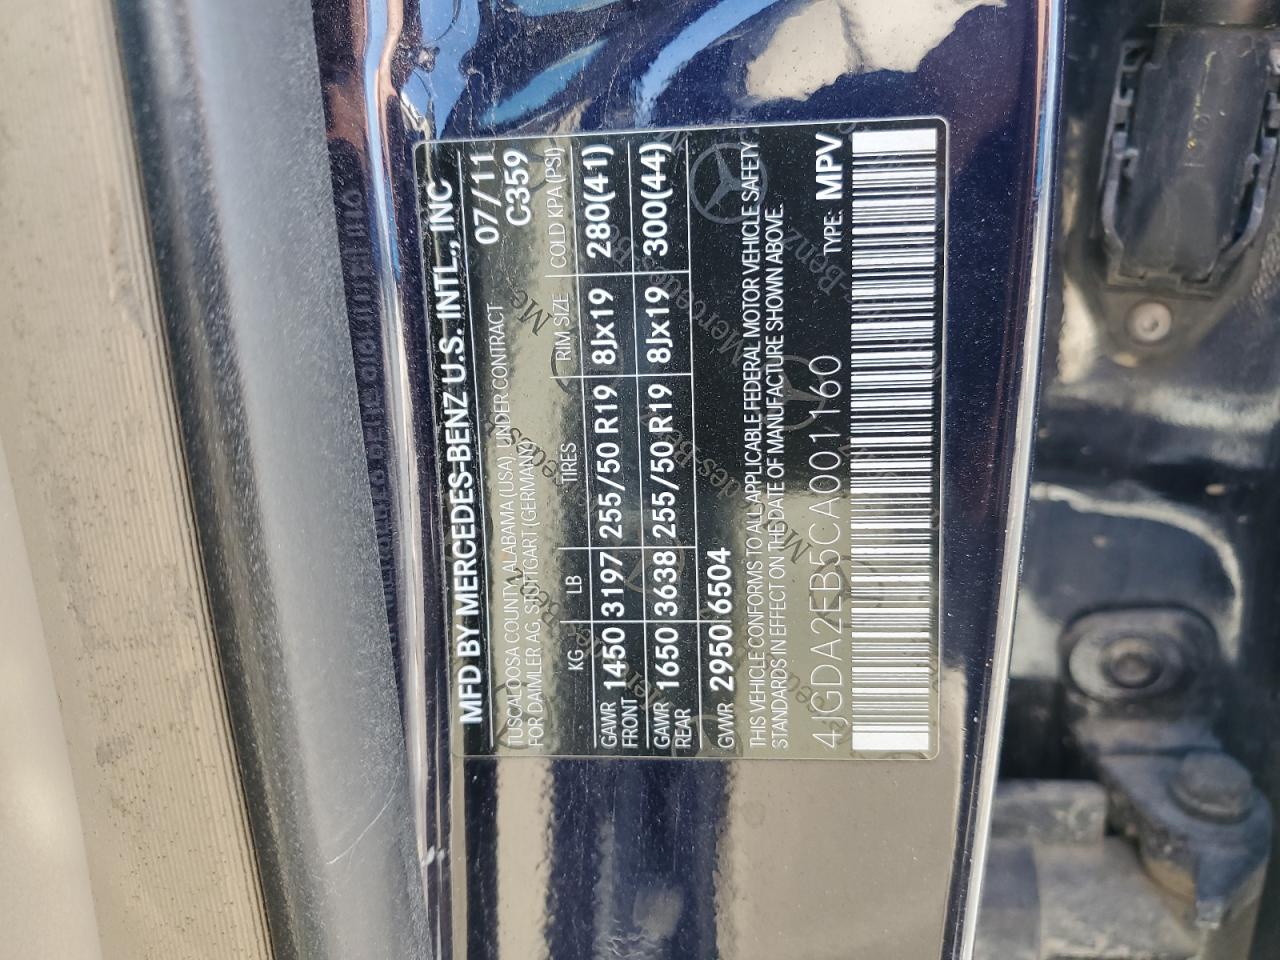 MFD BY MERCEDES-BENZ U.S. INTL., INC
07/11
TUSCALOOSA COUNTY, ALABAMA (USA) UNDER CONTRACT
FOR DAIMLER AG, STUTTGART (GERMANY)
C359
KG LB TIRES RIM SIZE COLD KPA (PSI)
GAWR FRONT 1450 3197 255/50 R19 8Jx19 280(41)
GAWR REAR 1650 3638 255/50 R19 8Jx19 300(44)
GVWR 2950 6504
THIS VEHICLE CONFORMS TO ALL APPLICABLE FEDERAL MOTOR VEHICLE SAFETY
STANDARDS IN EFFECT ON THE DATE OF MANUFACTURE SHOWN ABOVE.
4JGDA2EB5CA001160 TYPE: MPV